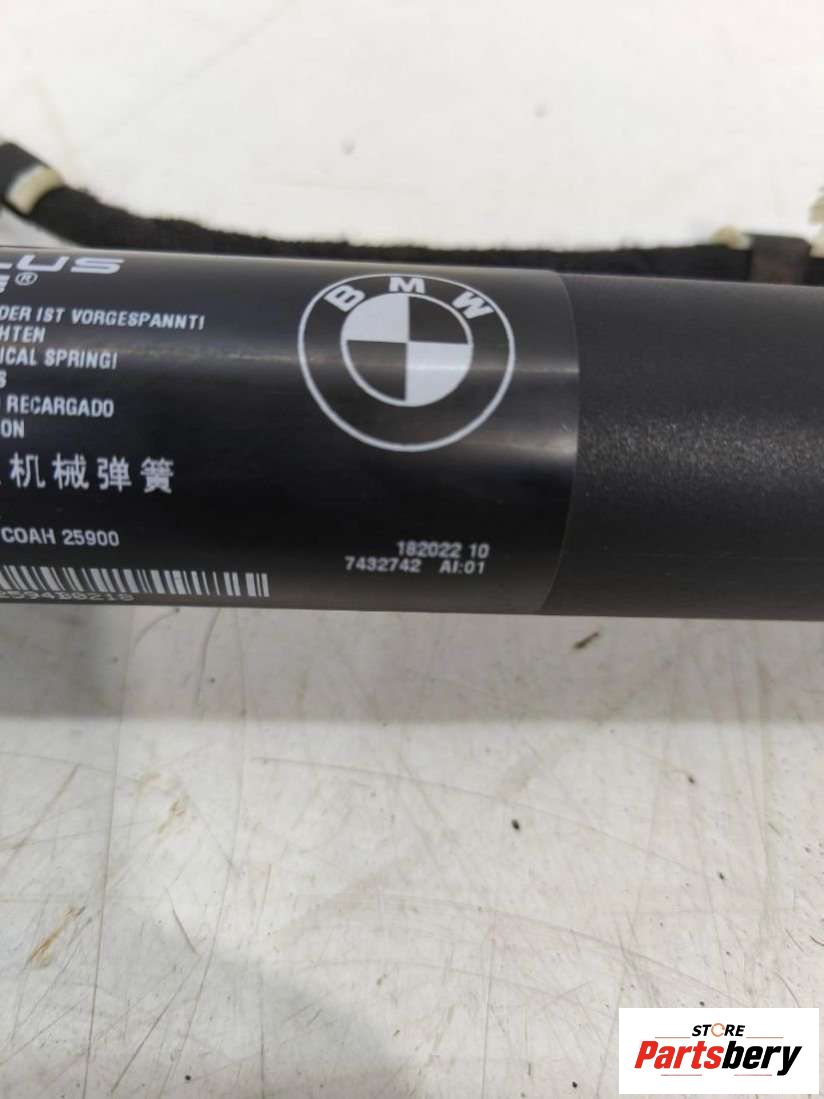 LUS
S®
DER IST VORGESPANNT!
HTEN
ICAL SPRING!
S
RECARGADO
ON
机械弹簧
COAH 25900
2594B8216
BMW
182022 10
7432742 AI:01
STORE
Partsbery